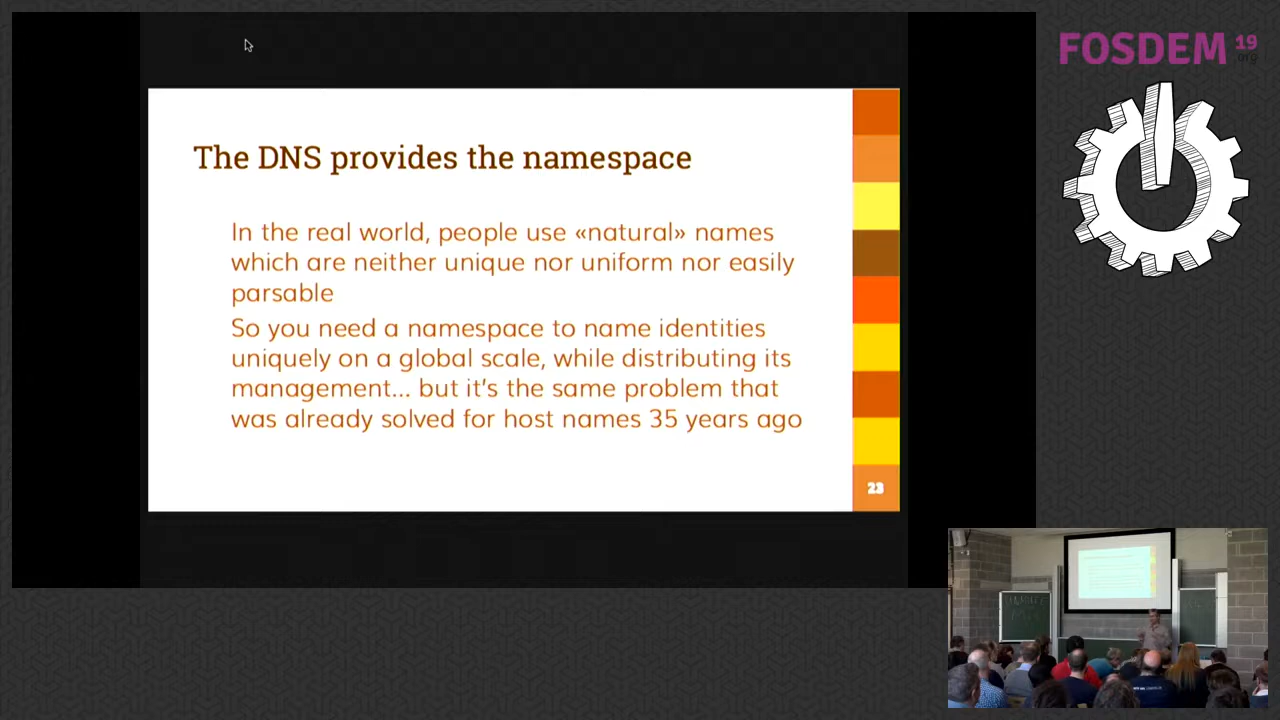 FOSDEM 19
.org
The DNS provides the namespace
In the real world, people use «natural» names
which are neither unique nor uniform nor easily
parsable
So you need a namespace to name identities
uniquely on a global scale, while distributing its
management... but it's the same problem that
was already solved for host names 35 years ago
23